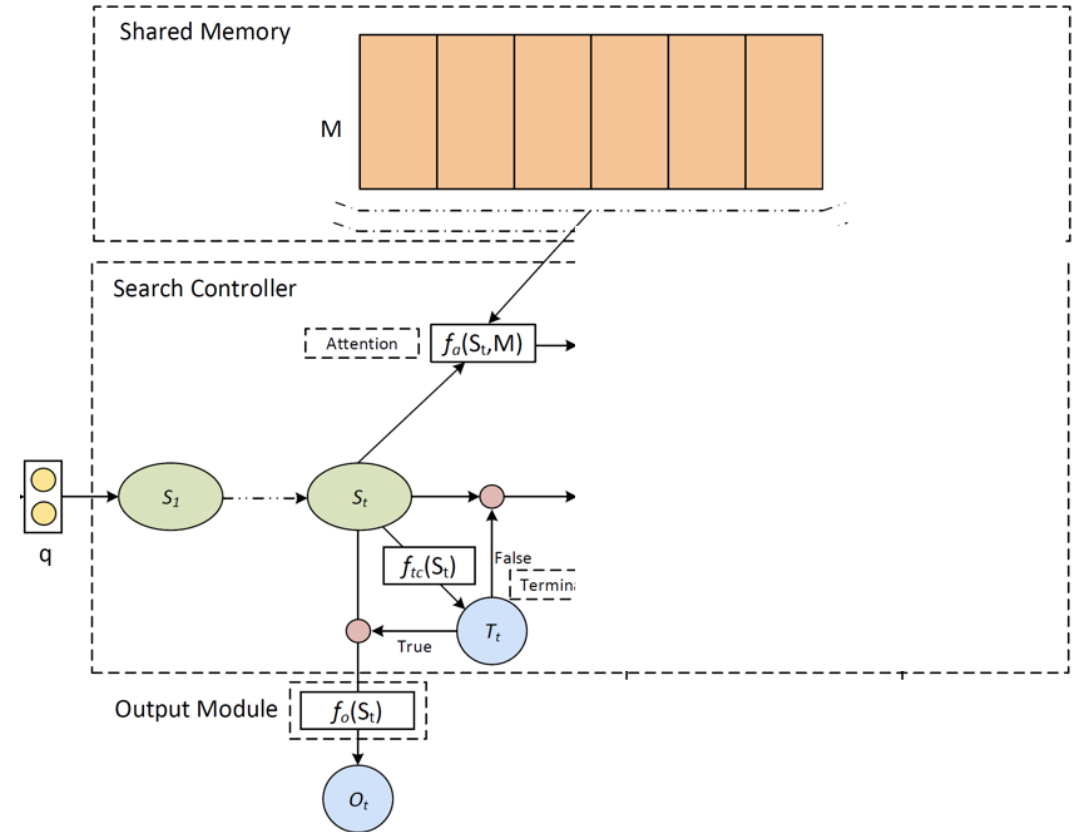 Shared Memory
M
Search Controller
Attention
fa(St,M)
S1
St
q
ftc(St)
False
Termina
Tt
True
Output Module
fo(St)
Ot